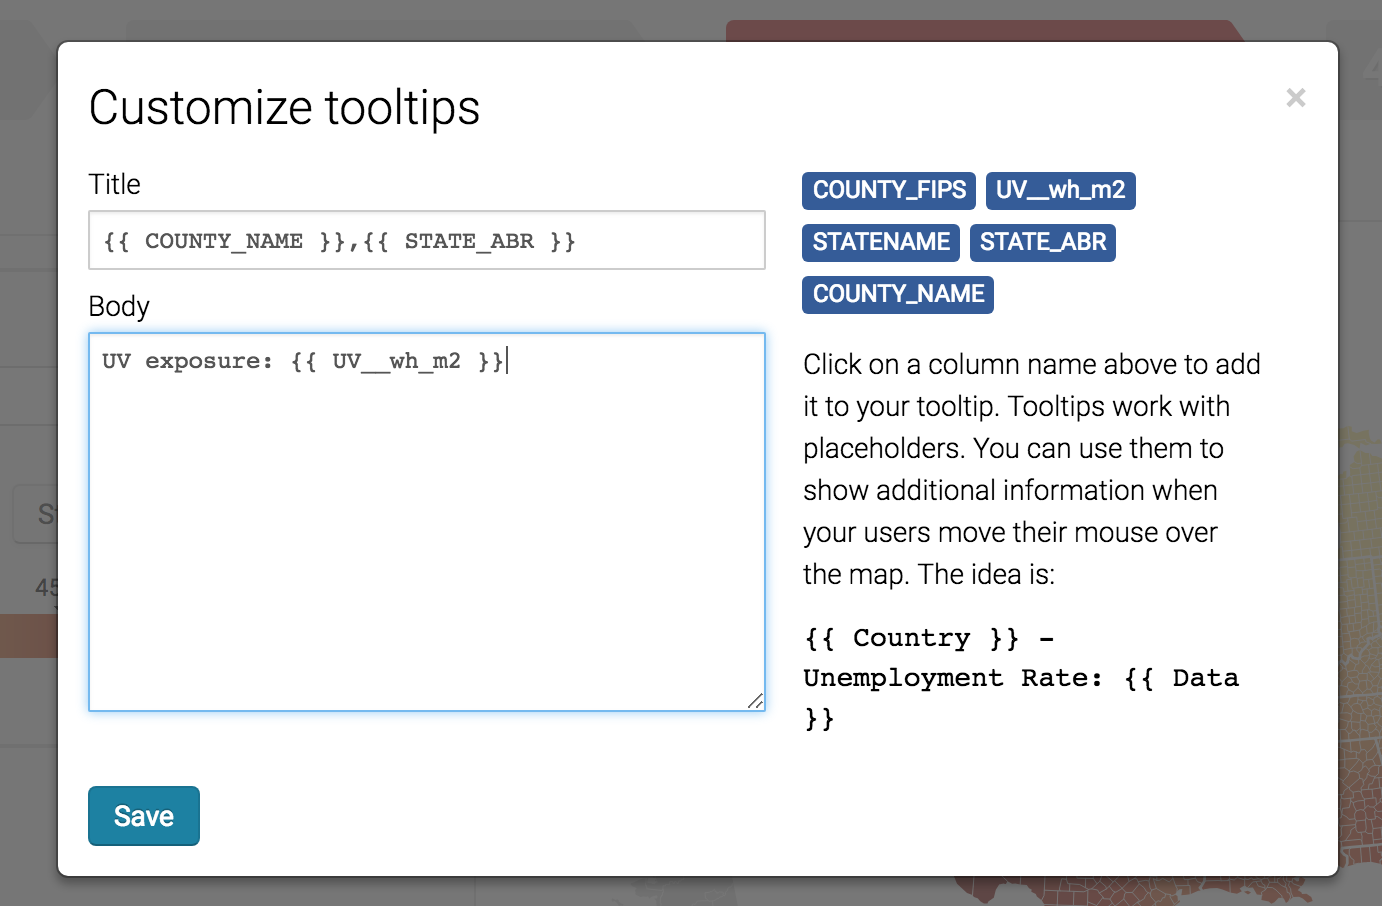 Customize tooltips
×
Title
{{ COUNTY_NAME }},{{ STATE_ABR }}
Body
UV exposure: {{ UV__wh_m2 }}
COUNTY_FIPS UV__wh_m2
STATENAME STATE_ABR
COUNTY_NAME
Click on a column name above to add
it to your tooltip. Tooltips work with
placeholders. You can use them to
show additional information when
your users move their mouse over
the map. The idea is:
{{ Country }} -
Unemployment Rate: {{ Data
}}
Save